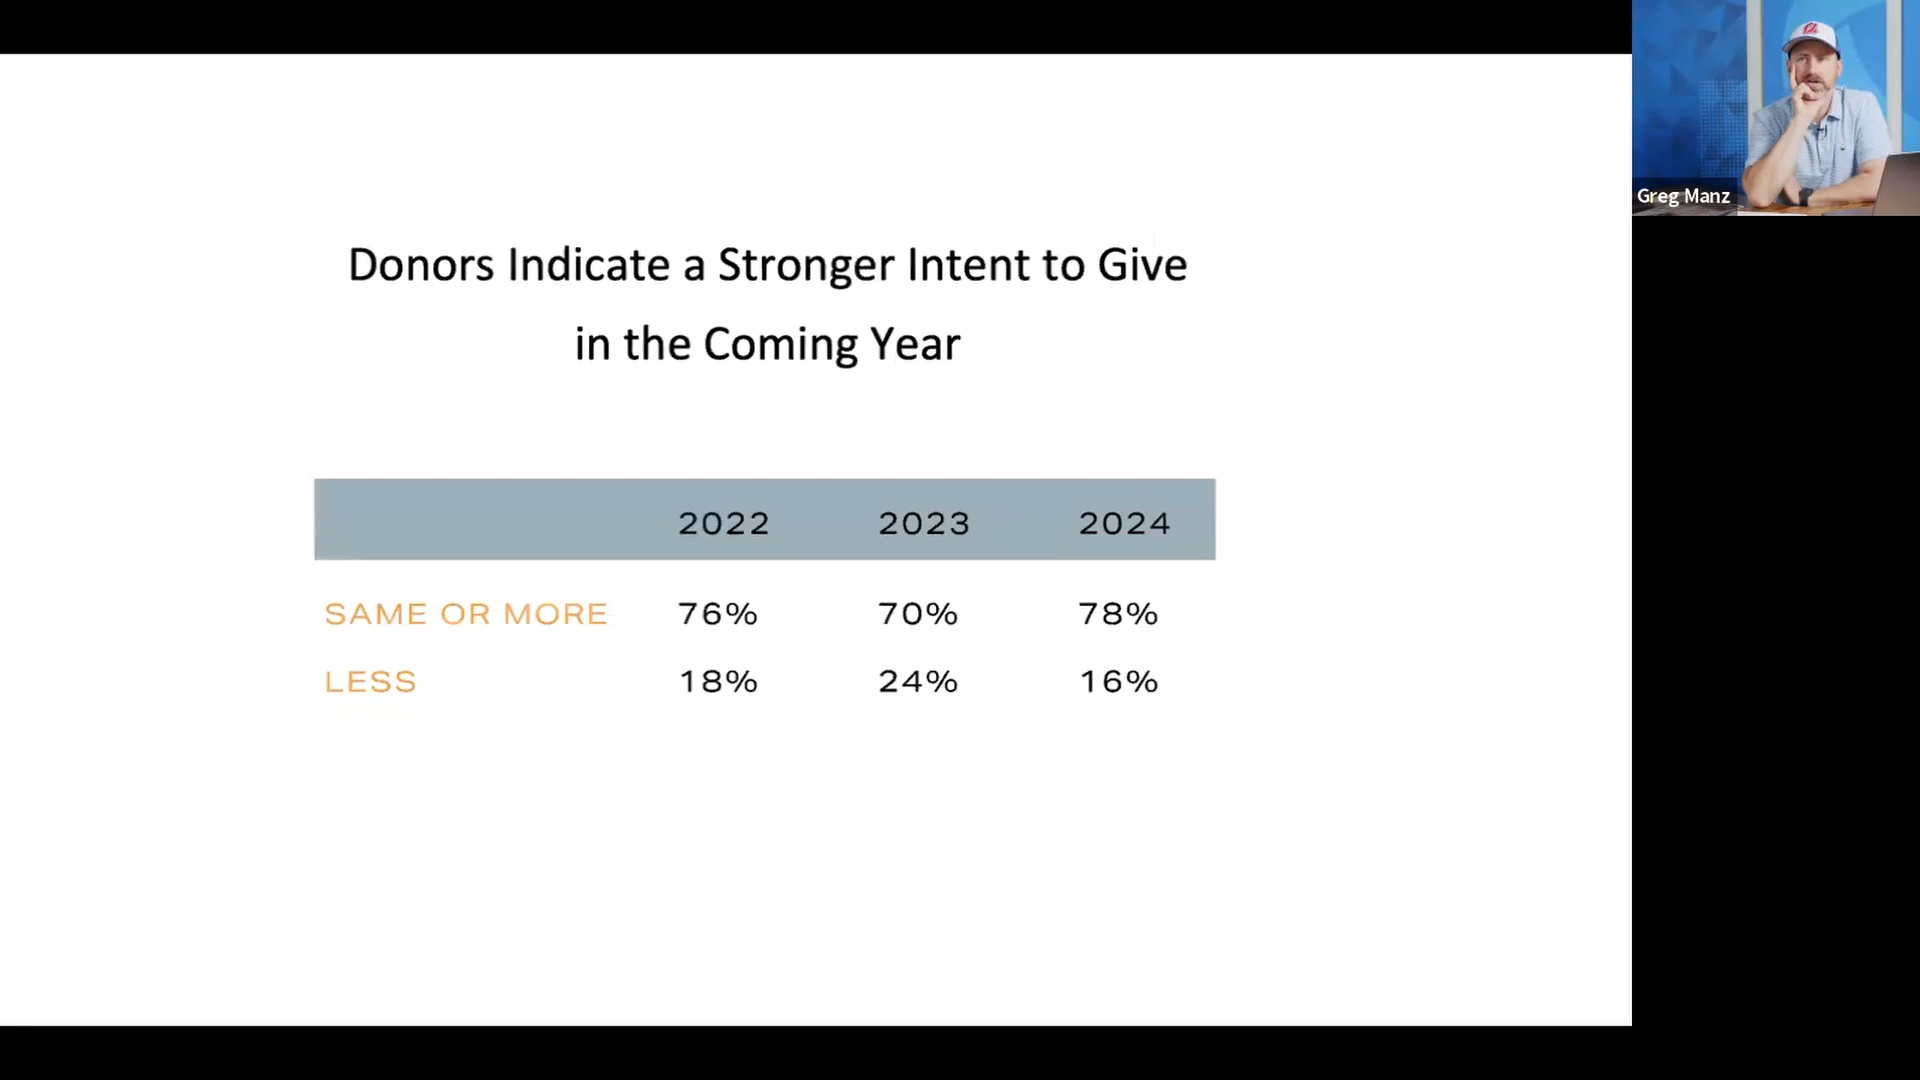 Donors Indicate a Stronger Intent to Give
in the Coming Year
2022 2023 2024
SAME OR MORE 76% 70% 78%
LESS 18% 24% 16%
Greg Manz